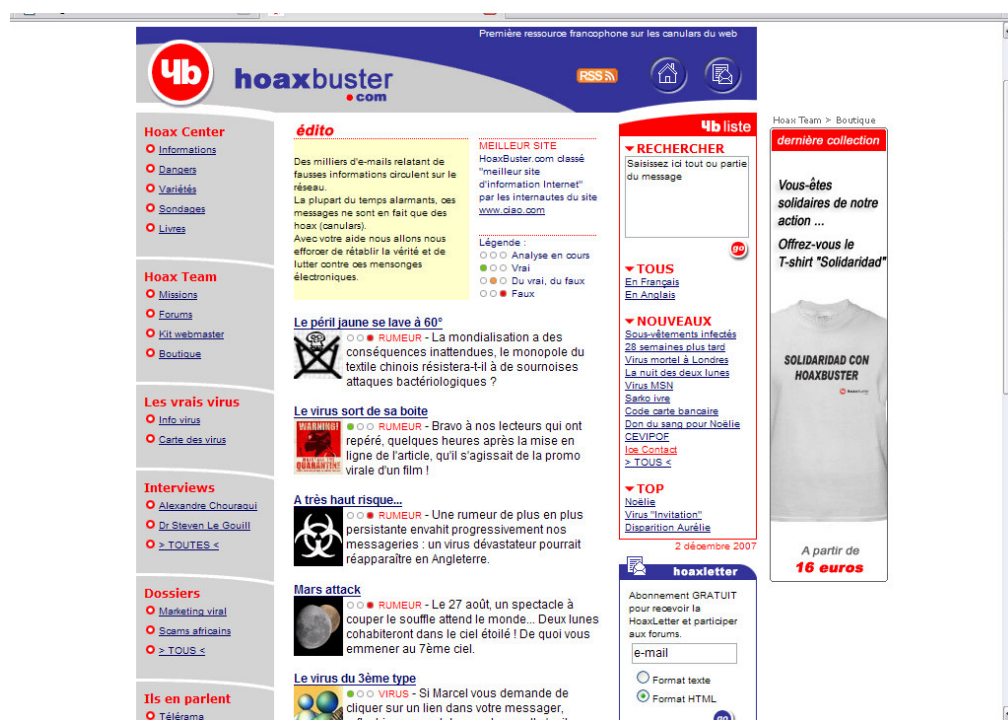 Première ressource francophone sur les canulars du web
hoaxbuster
.com
RSS
Hoax Center
Informations
Dangers
Variétés
Sondages
Livres
Hoax Team
Missions
Forums
Kit webmaster
Boutique
Les vrais virus
Info virus
Carte des virus
Interviews
Alexandre Chouraqui
Dr Steven Le Gouill
> TOUTES <
Dossiers
Marketing viral
Scams africains
> TOUS <
Ils en parlent
Télérama
édito
Des milliers d'e-mails relatant de
fausses informations circulent sur le
réseau.
La plupart du temps alarmants, ces
messages ne sont en fait que des
hoax (canulars).
Avec votre aide nous allons nous
efforcer de rétablir la vérité et de
lutter contre ces mensonges
électroniques.
MEILLEUR SITE
HoaxBuster.com classé
"meilleur site
d'information Internet"
par les internautes du site
www.ciao.com
Légende :
Analyse en cours
Vrai
Du vrai, du faux
Faux
Le péril jaune se lave à 60°
RUMEUR - La mondialisation a des
conséquences inattendues, le monopole du
textile chinois résistera-t-il à de sournoises
attaques bactériologiques ?
Le virus sort de sa boite
WARNING!
QUARANTINE
RUMEUR - Bravo à nos lecteurs qui ont
repéré, quelques heures après la mise en
ligne de l'article, qu'il s'agissait de la promo
virale d'un film !
A très haut risque...
RUMEUR - Une rumeur de plus en plus
persistante envahit progressivement nos
messageries : un virus dévastateur pourrait
réapparaître en Angleterre.
Mars attack
RUMEUR - Le 27 août, un spectacle à
couper le souffle attend le monde... Deux lunes
cohabiteront dans le ciel étoilé ! De quoi vous
emmener au 7ème ciel.
Le virus du 3ème type
VIRUS - Si Marcel vous demande de
cliquer sur un lien dans votre messager,
liste
RECHERCHER
Saisissez ici tout ou partie
du message
go
TOUS
En Français
En Anglais
NOUVEAUX
Sous-vêtements infectés
28 semaines plus tard
Virus mortel à Londres
La nuit des deux lunes
Virus MSN
Sarko ivre
Code carte bancaire
Don du sang pour Noëlie
CEVIPOF
Ice Contact
> TOUS <
TOP
Noëlie
Virus "Invitation"
Disparition Aurélie
2 décembre 2007
hoaxletter
Abonnement GRATUIT
pour recevoir la
HoaxLetter et participer
aux forums.
e-mail
Format texte
Format HTML
go
Hoax Team > Boutique
dernière collection
Vous-êtes
solidaires de notre
action ...
Offrez-vous le
T-shirt "Solidaridad"
SOLIDARIDAD CON
HOAXBUSTER
A partir de
16 euros